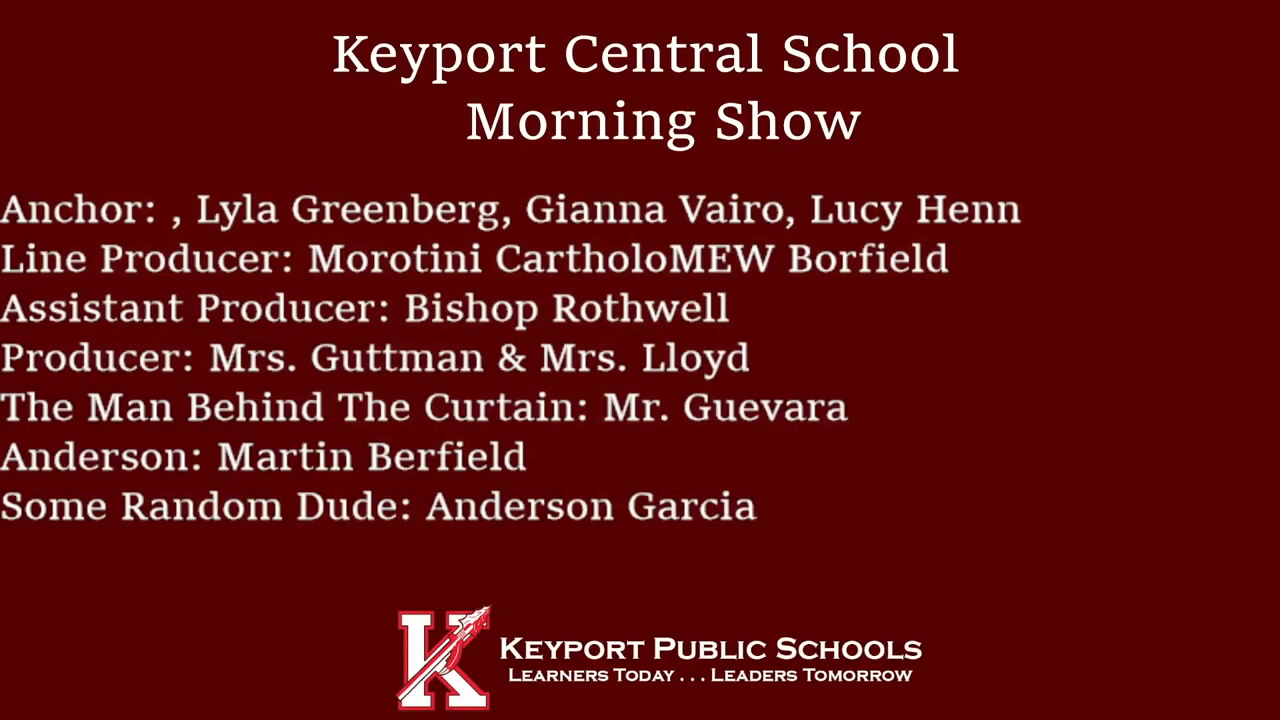 Keyport Central School
Morning Show
Anchor: , Lyla Greenberg, Gianna Vairo, Lucy Henn
Line Producer: Morotini CartholoMEW Borfield
Assistant Producer: Bishop Rothwell
Producer: Mrs. Guttman & Mrs. Lloyd
The Man Behind The Curtain: Mr. Guevara
Anderson: Martin Berfield
Some Random Dude: Anderson Garcia
K
Keyport Public Schools
Learners Today . . . Leaders Tomorrow